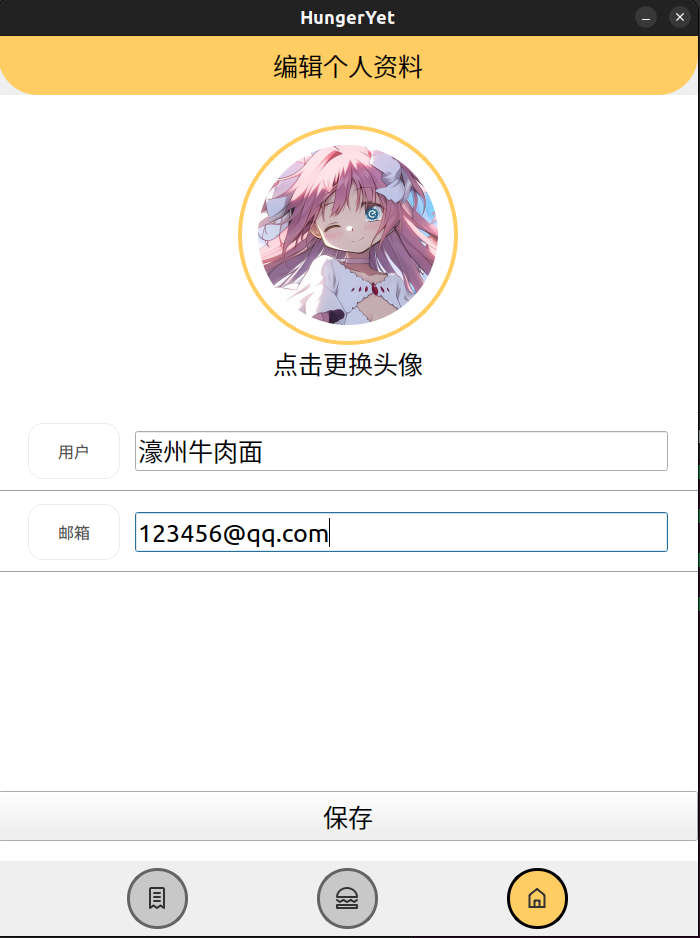 HungerYet
编辑个人资料
点击更换头像
用户
濠州牛肉面
邮箱
123456@qq.com
保存